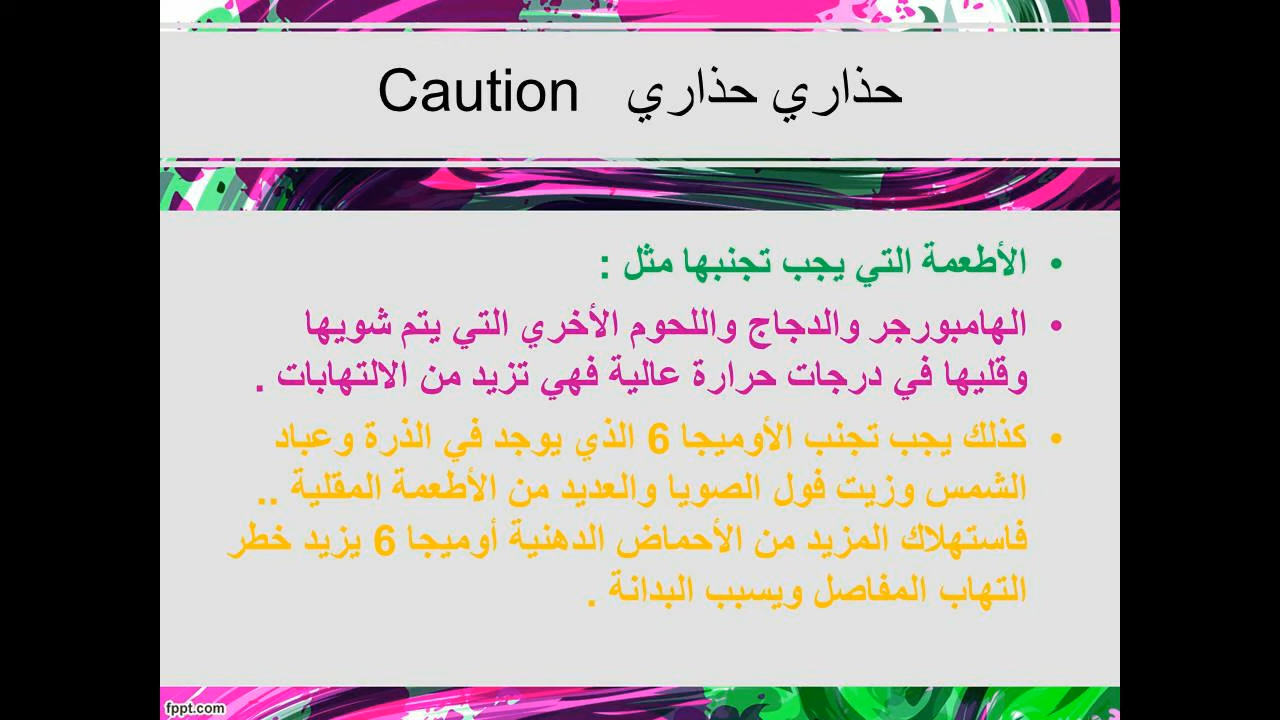 حذاري حذاري Caution
• الأطعمة التي يجب تجنبها مثل :
• الهامبورجر والدجاج واللحوم الأخري التي يتم شويها
وقليها في درجات حرارة عالية فهي تزيد من الالتهابات .
• كذلك يجب تجنب الأوميجا 6 الذي يوجد في الذرة وعباد
الشمس وزيت فول الصويا والعديد من الأطعمة المقلية ..
فاستهلاك المزيد من الأحماض الدهنية أوميجا 6 يزيد خطر
التهاب المفاصل ويسبب البدانة .
fppt.com